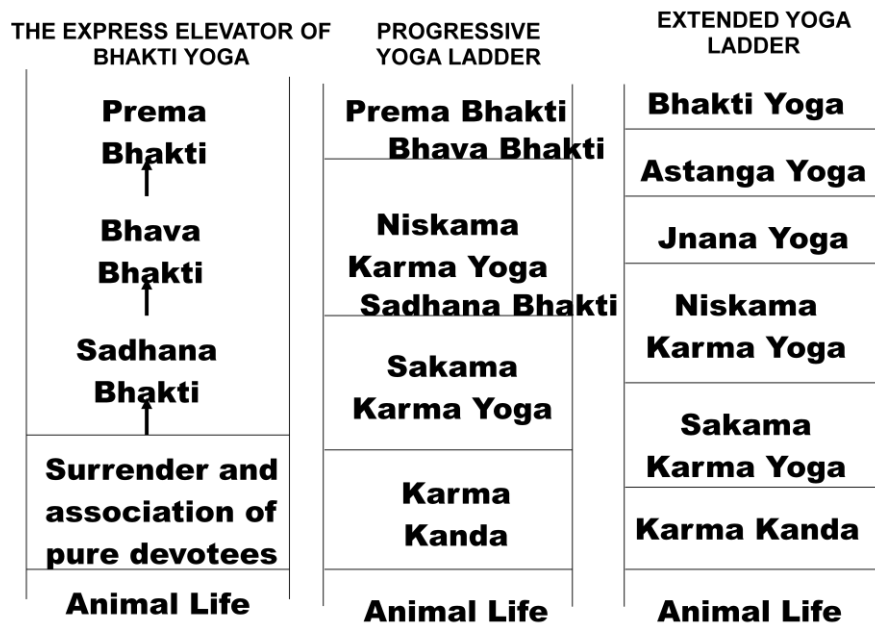 THE EXPRESS ELEVATOR OF
BHAKTI YOGA
Prema
Bhakti
Bhava
Bhakti
Sadhana
Bhakti
Surrender and
association of
pure devotees
Animal Life
PROGRESSIVE
YOGA LADDER
Prema Bhakti
Bhava Bhakti
Niskama
Karma Yoga
Sadhana Bhakti
Sakama
Karma Yoga
Karma
Kanda
Animal Life
EXTENDED YOGA
LADDER
Bhakti Yoga
Astanga Yoga
Jnana Yoga
Niskama
Karma Yoga
Sakama
Karma Yoga
Karma Kanda
Animal Life